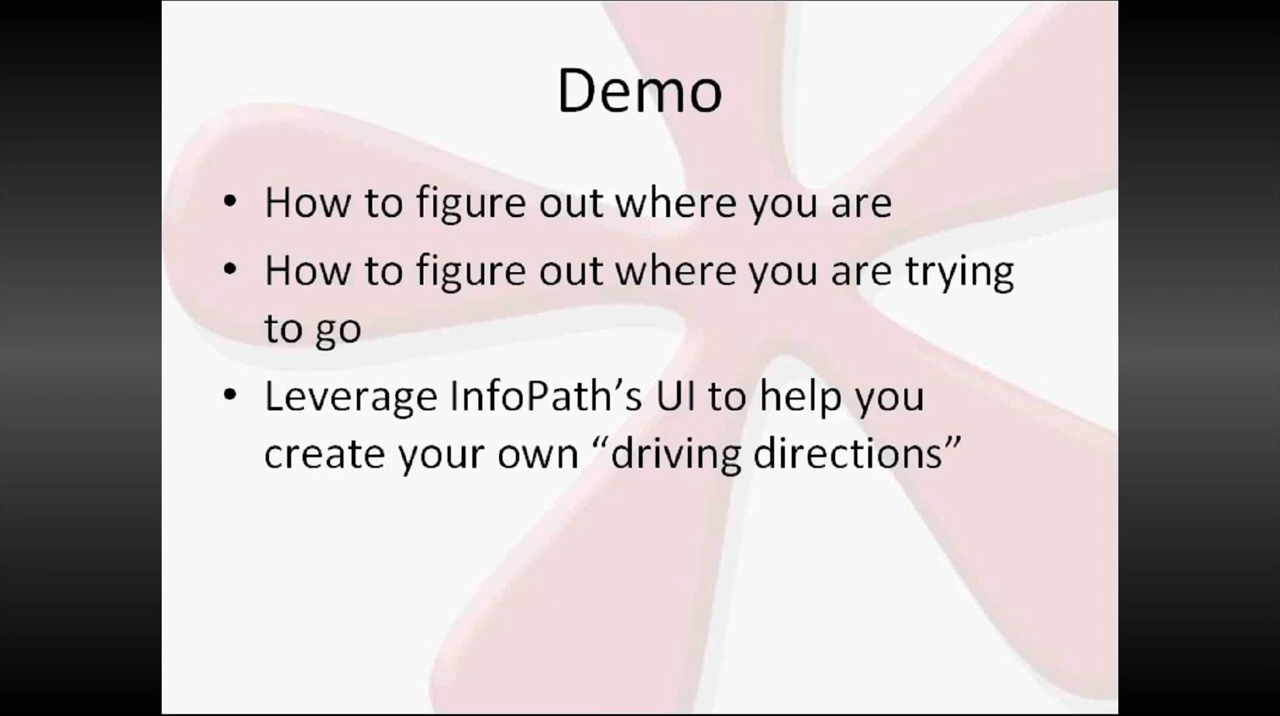 Demo
• How to figure out where you are
• How to figure out where you are trying
to go
• Leverage InfoPath’s UI to help you
create your own “driving directions”